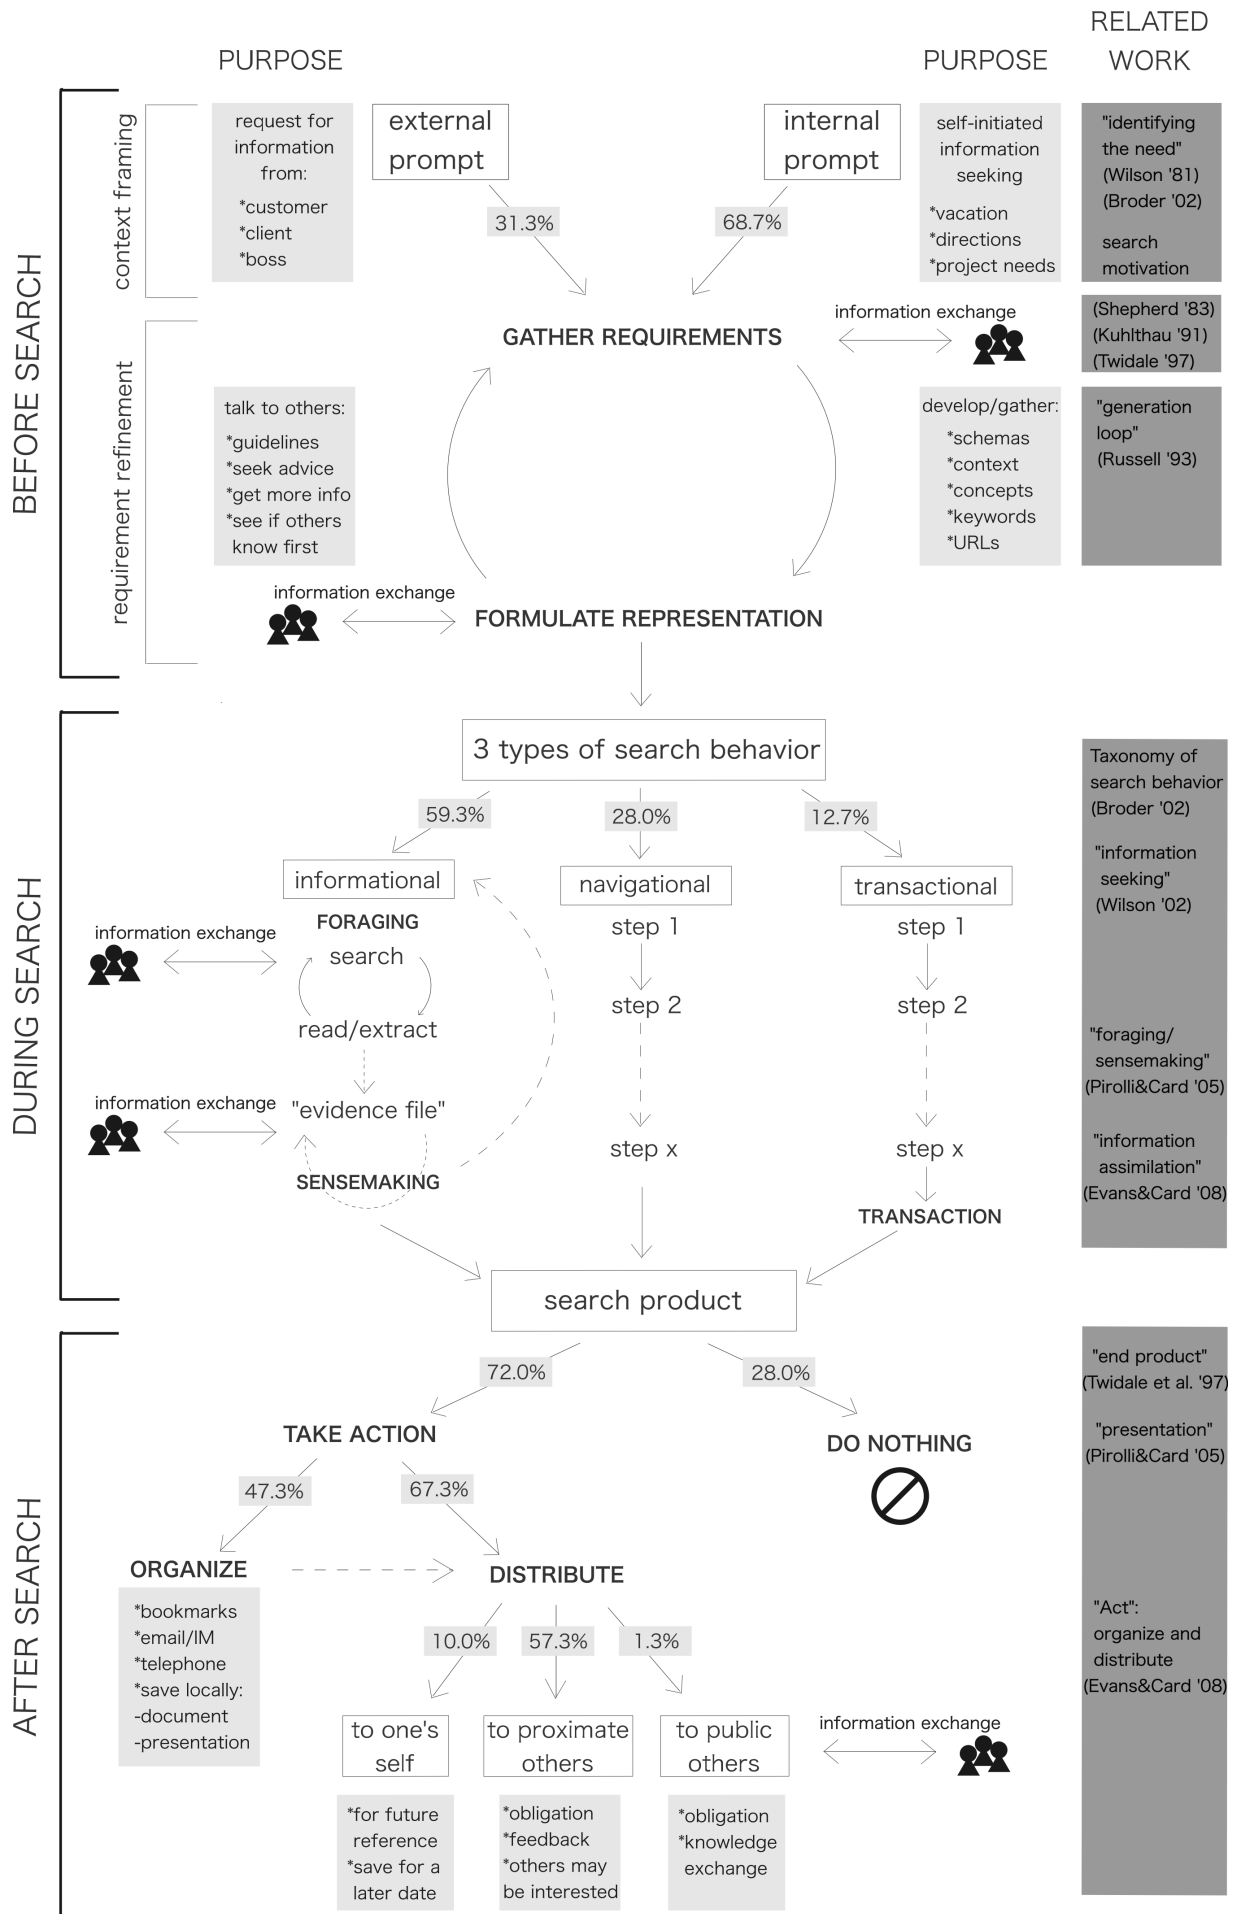 PURPOSE
PURPOSE
RELATED
WORK
BEFORE SEARCH
context framing
request for
information
from:
*customer
*client
*boss
external
prompt
internal
prompt
self-initiated
information
seeking
*vacation
*directions
*project needs
"identifying
the need"
(Wilson '81)
(Broder '02)
search
motivation
31.3%
68.7%
requirement refinement
GATHER REQUIREMENTS
information exchange
(Shepherd '83)
(Kuhlthau '91)
(Twidale '97)
talk to others:
*guidelines
*seek advice
*get more info
*see if others
know first
develop/gather:
*schemas
*context
*concepts
*keywords
*URLs
"generation
loop"
(Russell '93)
information exchange
FORMULATE REPRESENTATION
DURING SEARCH
3 types of search behavior
59.3%
28.0%
12.7%
informational
navigational
transactional
FORAGING
search
read/extract
"evidence file"
SENSEMAKING
information exchange
information exchange
step 1
step 2
step x
step 1
step 2
step x
TRANSACTION
Taxonomy of
search behavior
(Broder '02)
"information
seeking"
(Wilson '02)
"foraging/
sensemaking"
(Pirolli&Card '05)
"information
assimilation"
(Evans&Card '08)
search product
AFTER SEARCH
72.0%
28.0%
TAKE ACTION
DO NOTHING
47.3%
67.3%
ORGANIZE
DISTRIBUTE
*bookmarks
*email/IM
*telephone
*save locally:
-document
-presentation
10.0%
57.3%
1.3%
to one's
self
to proximate
others
to public
others
information exchange
*for future
reference
*save for a
later date
*obligation
*feedback
*others may
be interested
*obligation
*knowledge
exchange
"end product"
(Twidale et al. '97)
"presentation"
(Pirolli&Card '05)
"Act":
organize and
distribute
(Evans&Card '08)